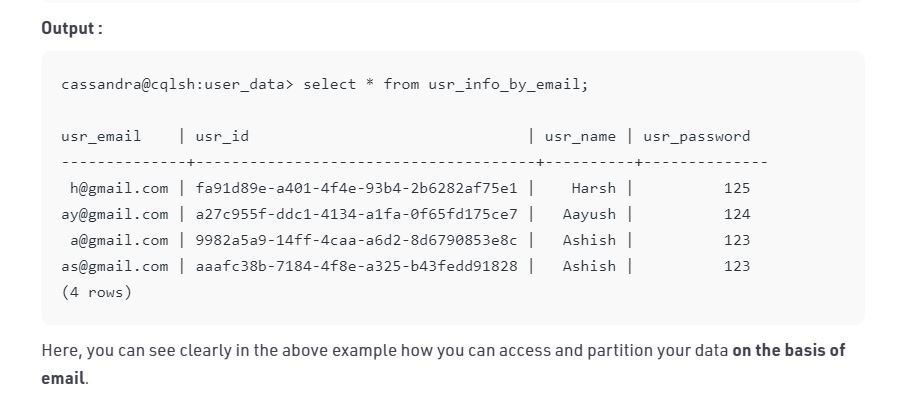 Output :
cassandra@cqlsh:user_data> select * from usr_info_by_email;
usr_email    | usr_id                               | usr_name | usr_password
--------------+--------------------------------------+----------+--------------
h@gmail.com | fa91d89e-a401-4f4e-93b4-2b6282af75e1 |    Harsh |          125
ay@gmail.com | a27c955f-ddc1-4134-a1fa-0f65fd175ce7 |   Aayush |          124
a@gmail.com | 9982a5a9-14ff-4caa-a6d2-8d6790853e8c |   Ashish |          123
as@gmail.com | aaafc38b-7184-4f8e-a325-b43fedd91828 |   Ashish |          123
(4 rows)
Here, you can see clearly in the above example how you can access and partition your data on the basis of
email.